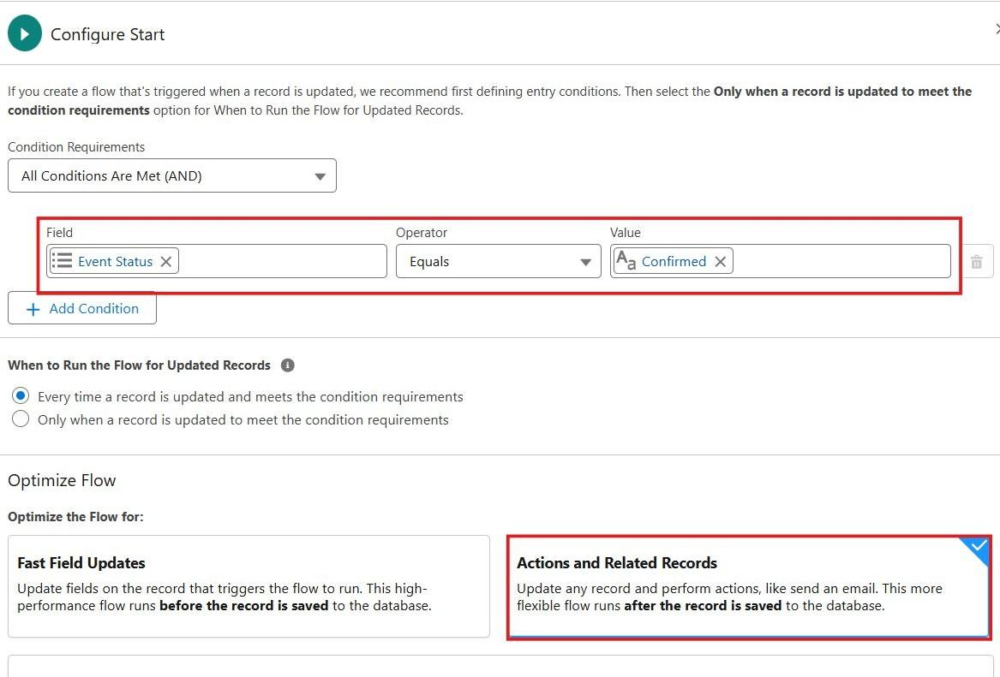 Configure Start
If you create a flow that's triggered when a record is updated, we recommend first defining entry conditions. Then select the Only when a record is updated to meet the
condition requirements option for When to Run the Flow for Updated Records.
Condition Requirements
All Conditions Are Met (AND)
Field Operator Value
Event Status Equals Aa Confirmed
+ Add Condition
When to Run the Flow for Updated Records i
Every time a record is updated and meets the condition requirements
Only when a record is updated to meet the condition requirements
Optimize Flow
Optimize the Flow for:
Fast Field Updates
Update fields on the record that triggers the flow to run. This high-
performance flow runs before the record is saved to the database.
Actions and Related Records
Update any record and perform actions, like send an email. This more
flexible flow runs after the record is saved to the database.